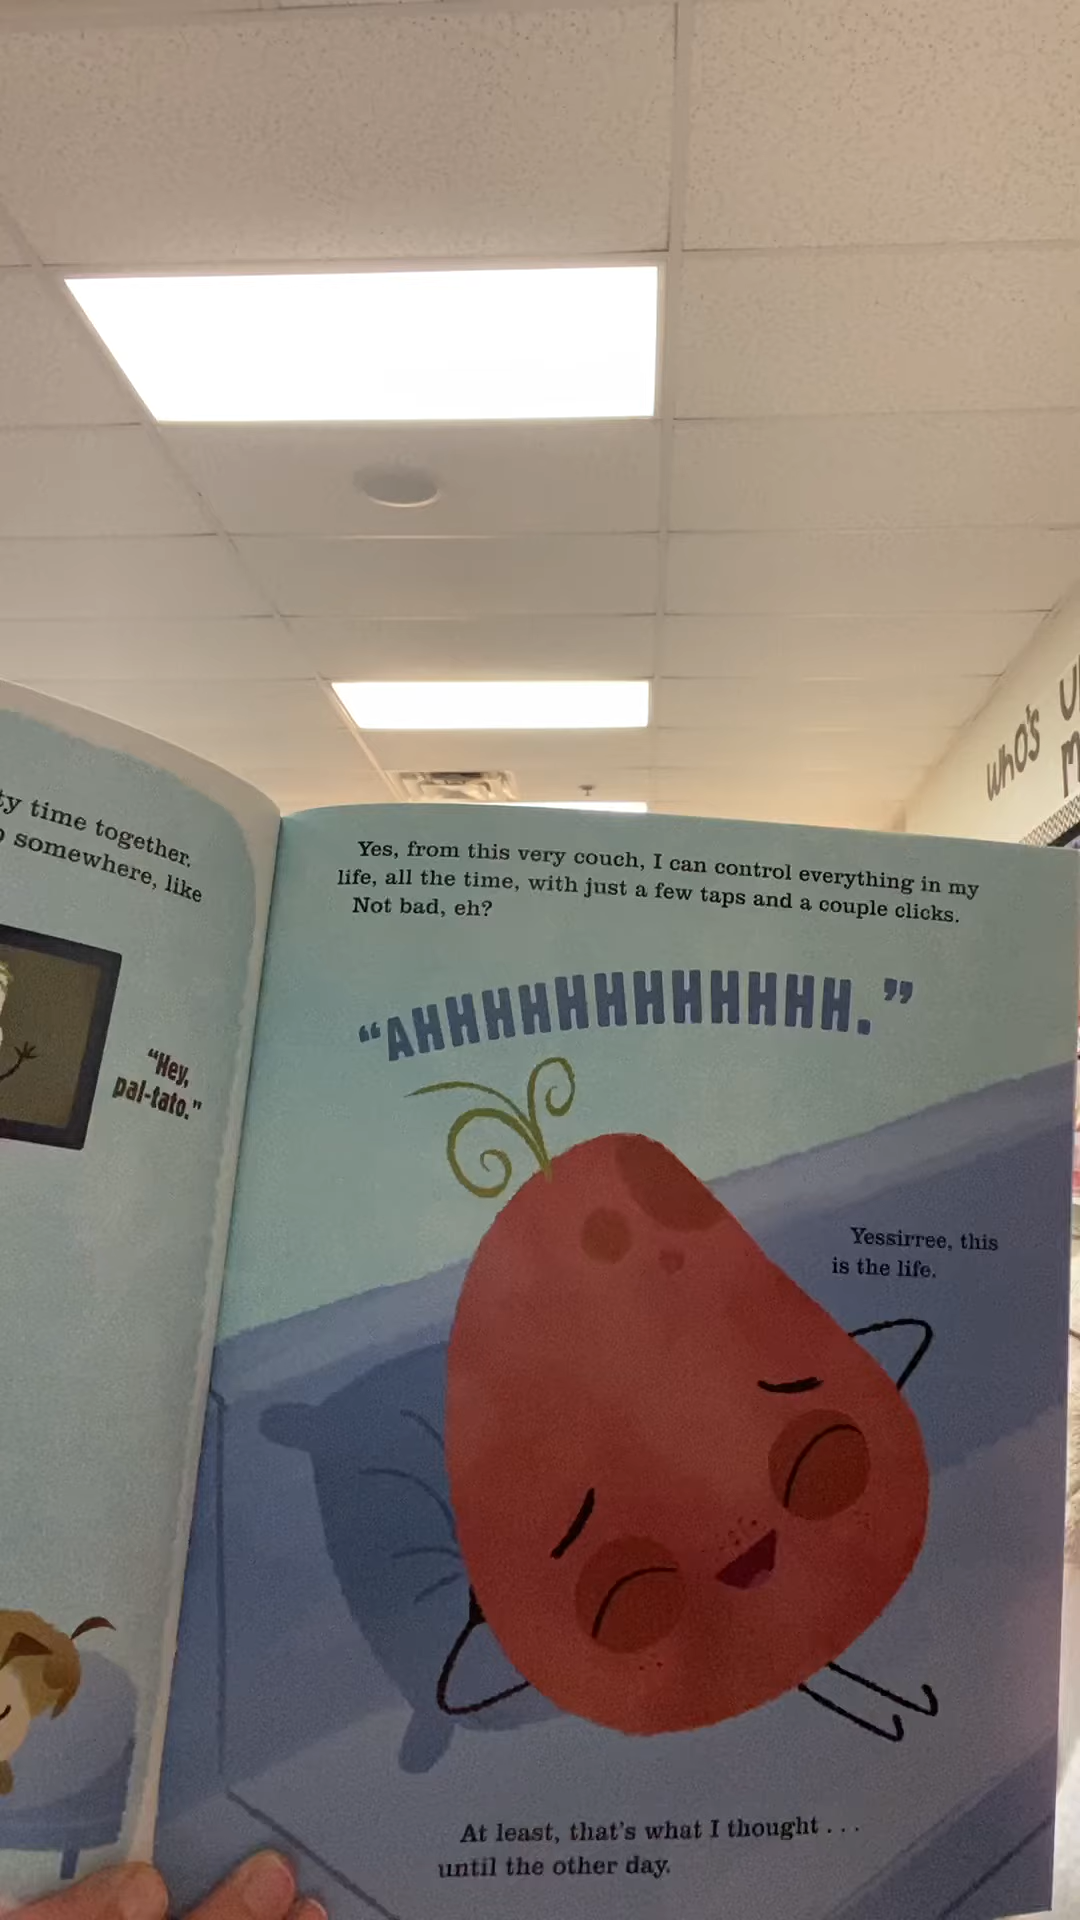 ty time together.
somewhere, like
"Hey,
pal-tato."
Yes, from this very couch, I can control everything in my
life, all the time, with just a few taps and a couple clicks.
Not bad, eh?
"AHHHHHHHHHHHH."
Yessirree, this
is the life.
At least, that's what I thought . . .
until the other day.
who's